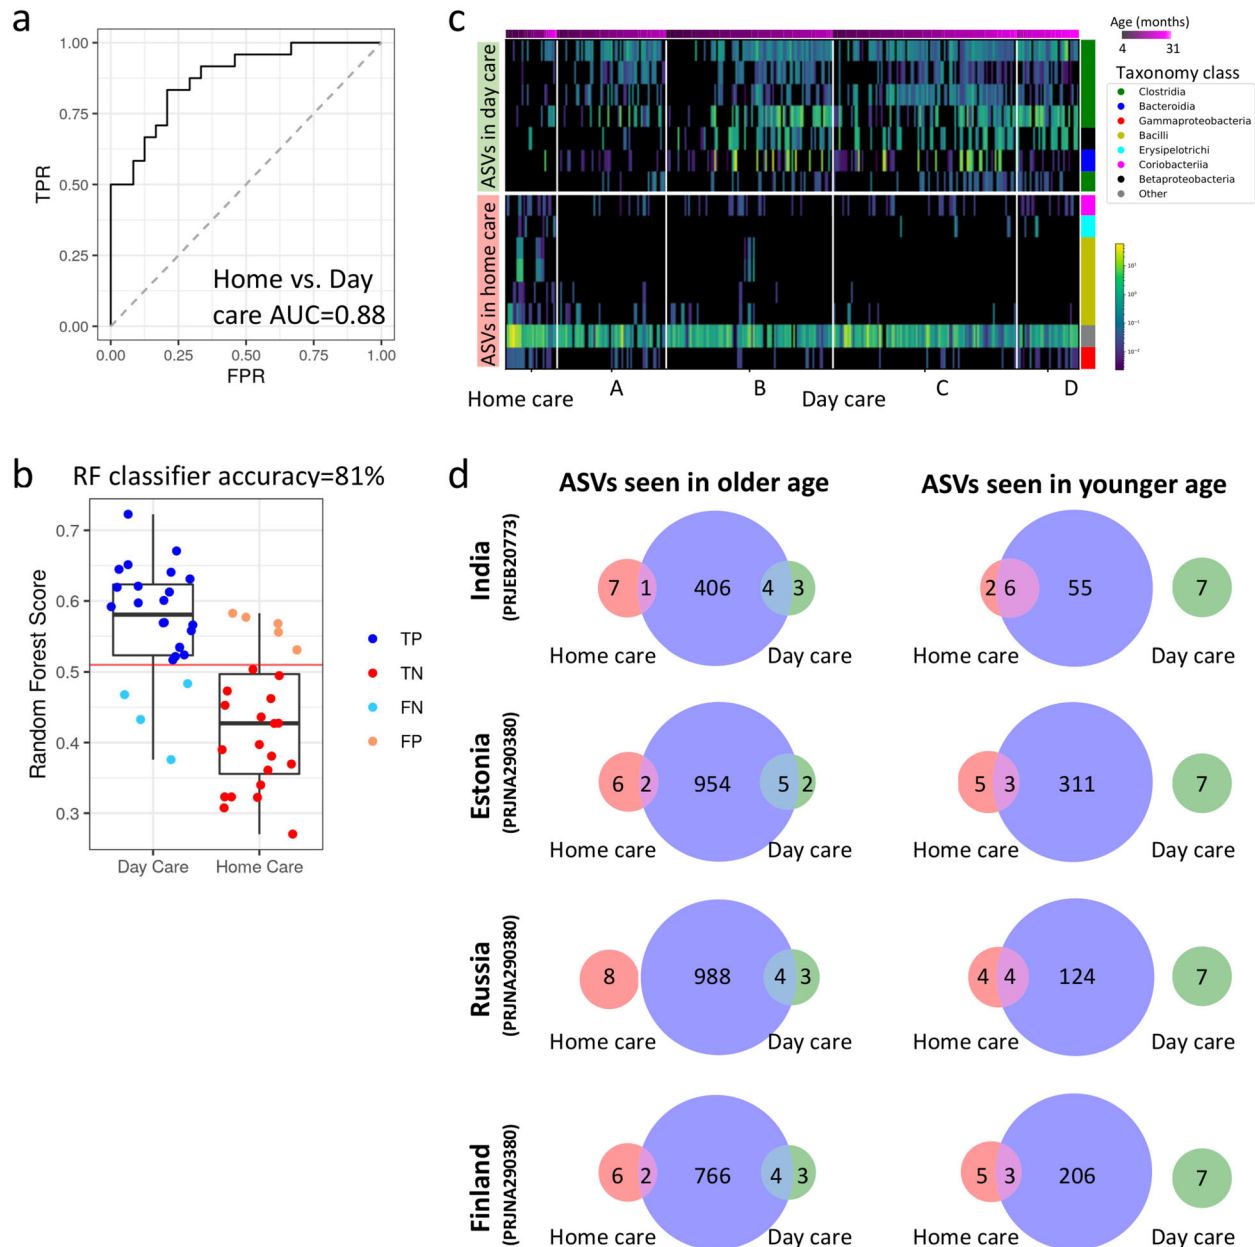 a
1.00
0.75
0.50
0.25
0.00
TPR
0.00
0.25
0.50
0.75
1.00
FPR
Home vs. Day
care AUC=0.88
c
ASVs in day care
ASVs in home care
Home care
A
B
Day care
C
D
Age (months)
4
31
Taxonomy class
Clostridia
Bacteroidia
Gammaproteobacteria
Bacilli
Erysipelotrichi
Coriobacteriia
Betaproteobacteria
Other
10¹
10⁰
10⁻¹
10⁻²
b
RF classifier accuracy=81%
0.7
0.6
0.5
0.4
0.3
Random Forest Score
Day Care
Home Care
TP
TN
FN
FP
d
ASVs seen in older age
ASVs seen in younger age
India
(PRJEB20773)
7 1 406 4 3
Home care
Day care
2 6 55 7
Home care
Day care
Estonia
(PRJNA290380)
6 2 954 5 2
Home care
Day care
5 3 311 7
Home care
Day care
Russia
(PRJNA290380)
8 988 4 3
Home care
Day care
4 4 124 7
Home care
Day care
Finland
(PRJNA290380)
6 2 766 4 3
Home care
Day care
5 3 206 7
Home care
Day care